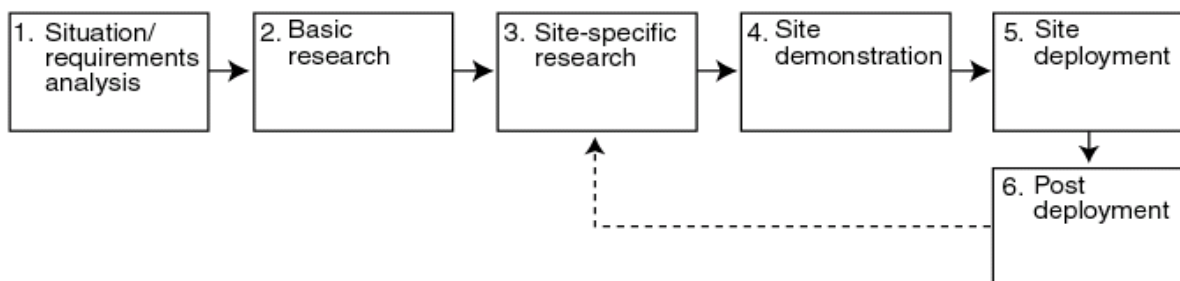 1. Situation/
requirements
analysis
2. Basic
research
3. Site-specific
research
4. Site
demonstration
5. Site
deployment
6. Post
deployment